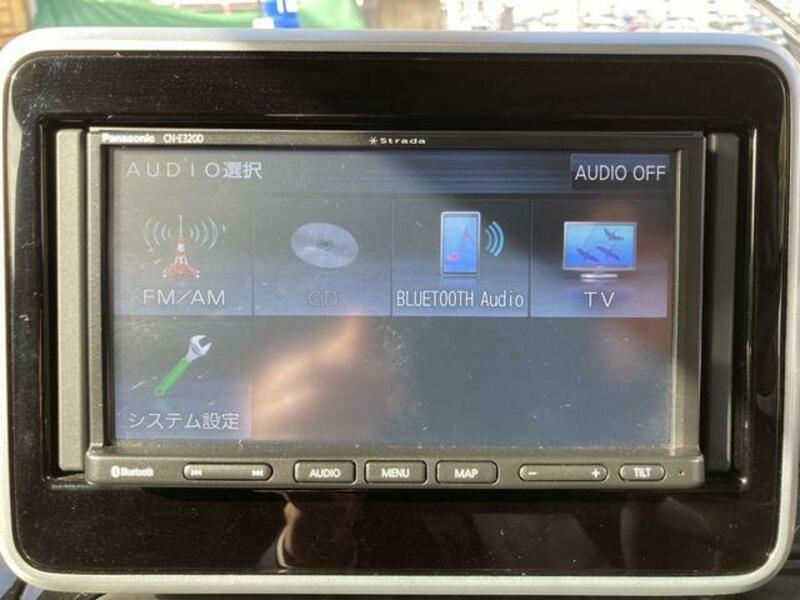 Panasonic CN-E320D
Strada
AUDIO選択
AUDIO OFF
FM/AM
CD
BLUETOOTH Audio
TV
システム設定
Bluetooth
AUDIO
MENU
MAP
− +
TILT